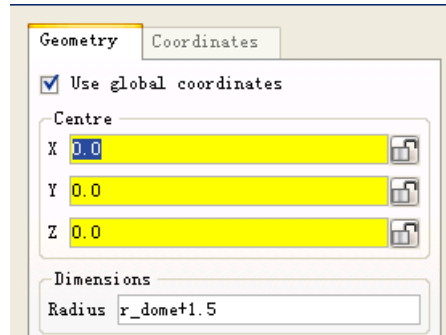 Geometry Coordinates
Use global coordinates
Centre
X 0.0
Y 0.0
Z 0.0
Dimensions
Radius r_dome+1.5